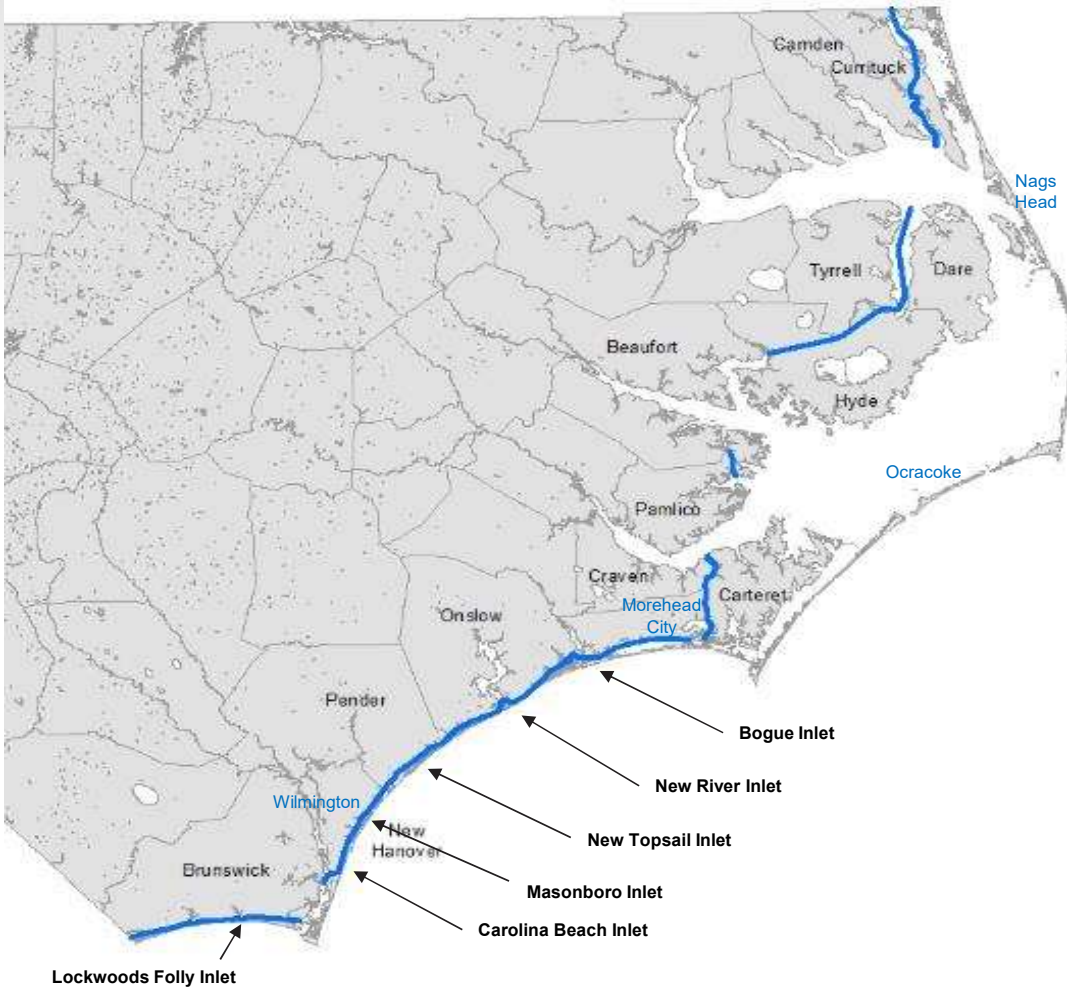 Camden
Currituck
Nags
Head
Tyrrell
Dare
Beaufort
Hyde
Ocracoke
Pamlico
Craven
Carteret
Morehead
City
Onslow
Pender
Bogue Inlet
New River Inlet
Wilmington
New
Hanover
New Topsail Inlet
Brunswick
Masonboro Inlet
Carolina Beach Inlet
Lockwoods Folly Inlet